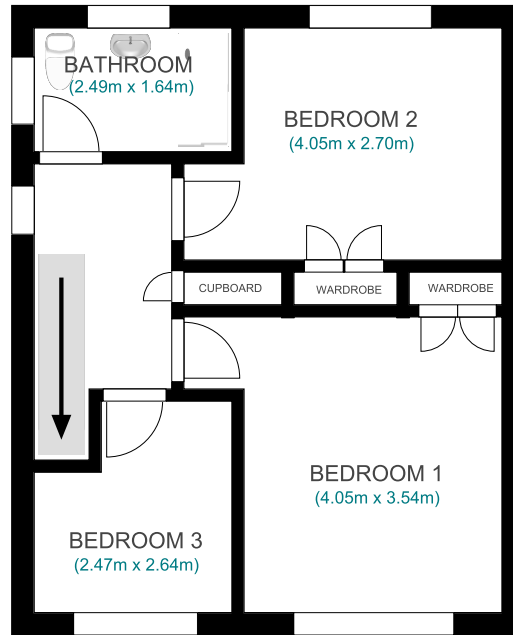 BATHROOM
(2.49m x 1.64m)
BEDROOM 2
(4.05m x 2.70m)
CUPBOARD
WARDROBE
WARDROBE
BEDROOM 1
(4.05m x 3.54m)
BEDROOM 3
(2.47m x 2.64m)